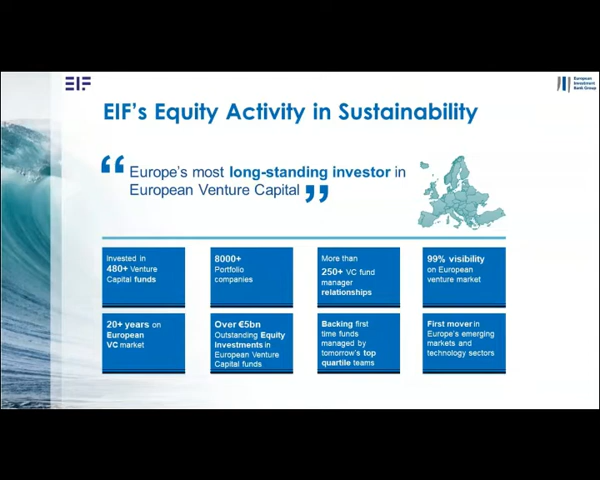 EIF
European
Investment
Bank Group
EIF's Equity Activity in Sustainability
“ Europe's most long-standing investor in
European Venture Capital ”
Invested in
480+ Venture
Capital funds
8000+
Portfolio
companies
More than
250+ VC fund
manager
relationships
99% visibility
on European
venture market
20+ years on
European
VC market
Over €5bn
Outstanding Equity
Investments in
European Venture
Capital funds
Backing first
time funds
managed by
tomorrow's top
quartile teams
First mover in
Europe's emerging
markets and
technology sectors